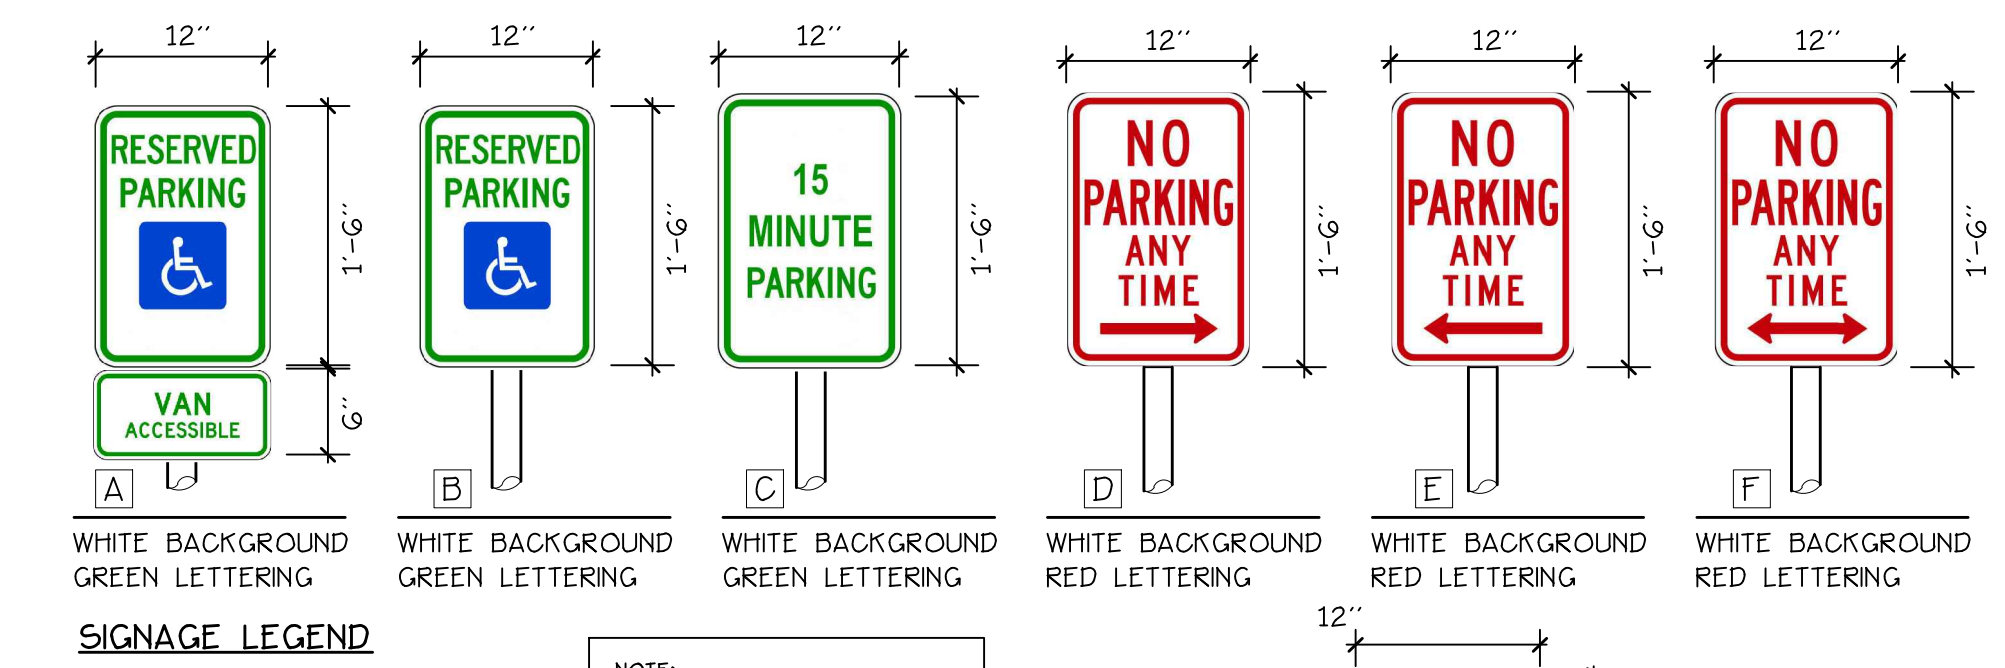 12"
12"
12"
12"
12"
12"
RESERVED
PARKING
1'-6"
VAN
ACCESSIBLE
6"
A
WHITE BACKGROUND
GREEN LETTERING
RESERVED
PARKING
1'-6"
B
WHITE BACKGROUND
GREEN LETTERING
15
MINUTE
PARKING
1'-6"
C
WHITE BACKGROUND
GREEN LETTERING
NO
PARKING
ANY
TIME
1'-6"
D
WHITE BACKGROUND
RED LETTERING
NO
PARKING
ANY
TIME
1'-6"
E
WHITE BACKGROUND
RED LETTERING
NO
PARKING
ANY
TIME
1'-6"
F
WHITE BACKGROUND
RED LETTERING
SIGNAGE LEGEND
NOTE:
12"